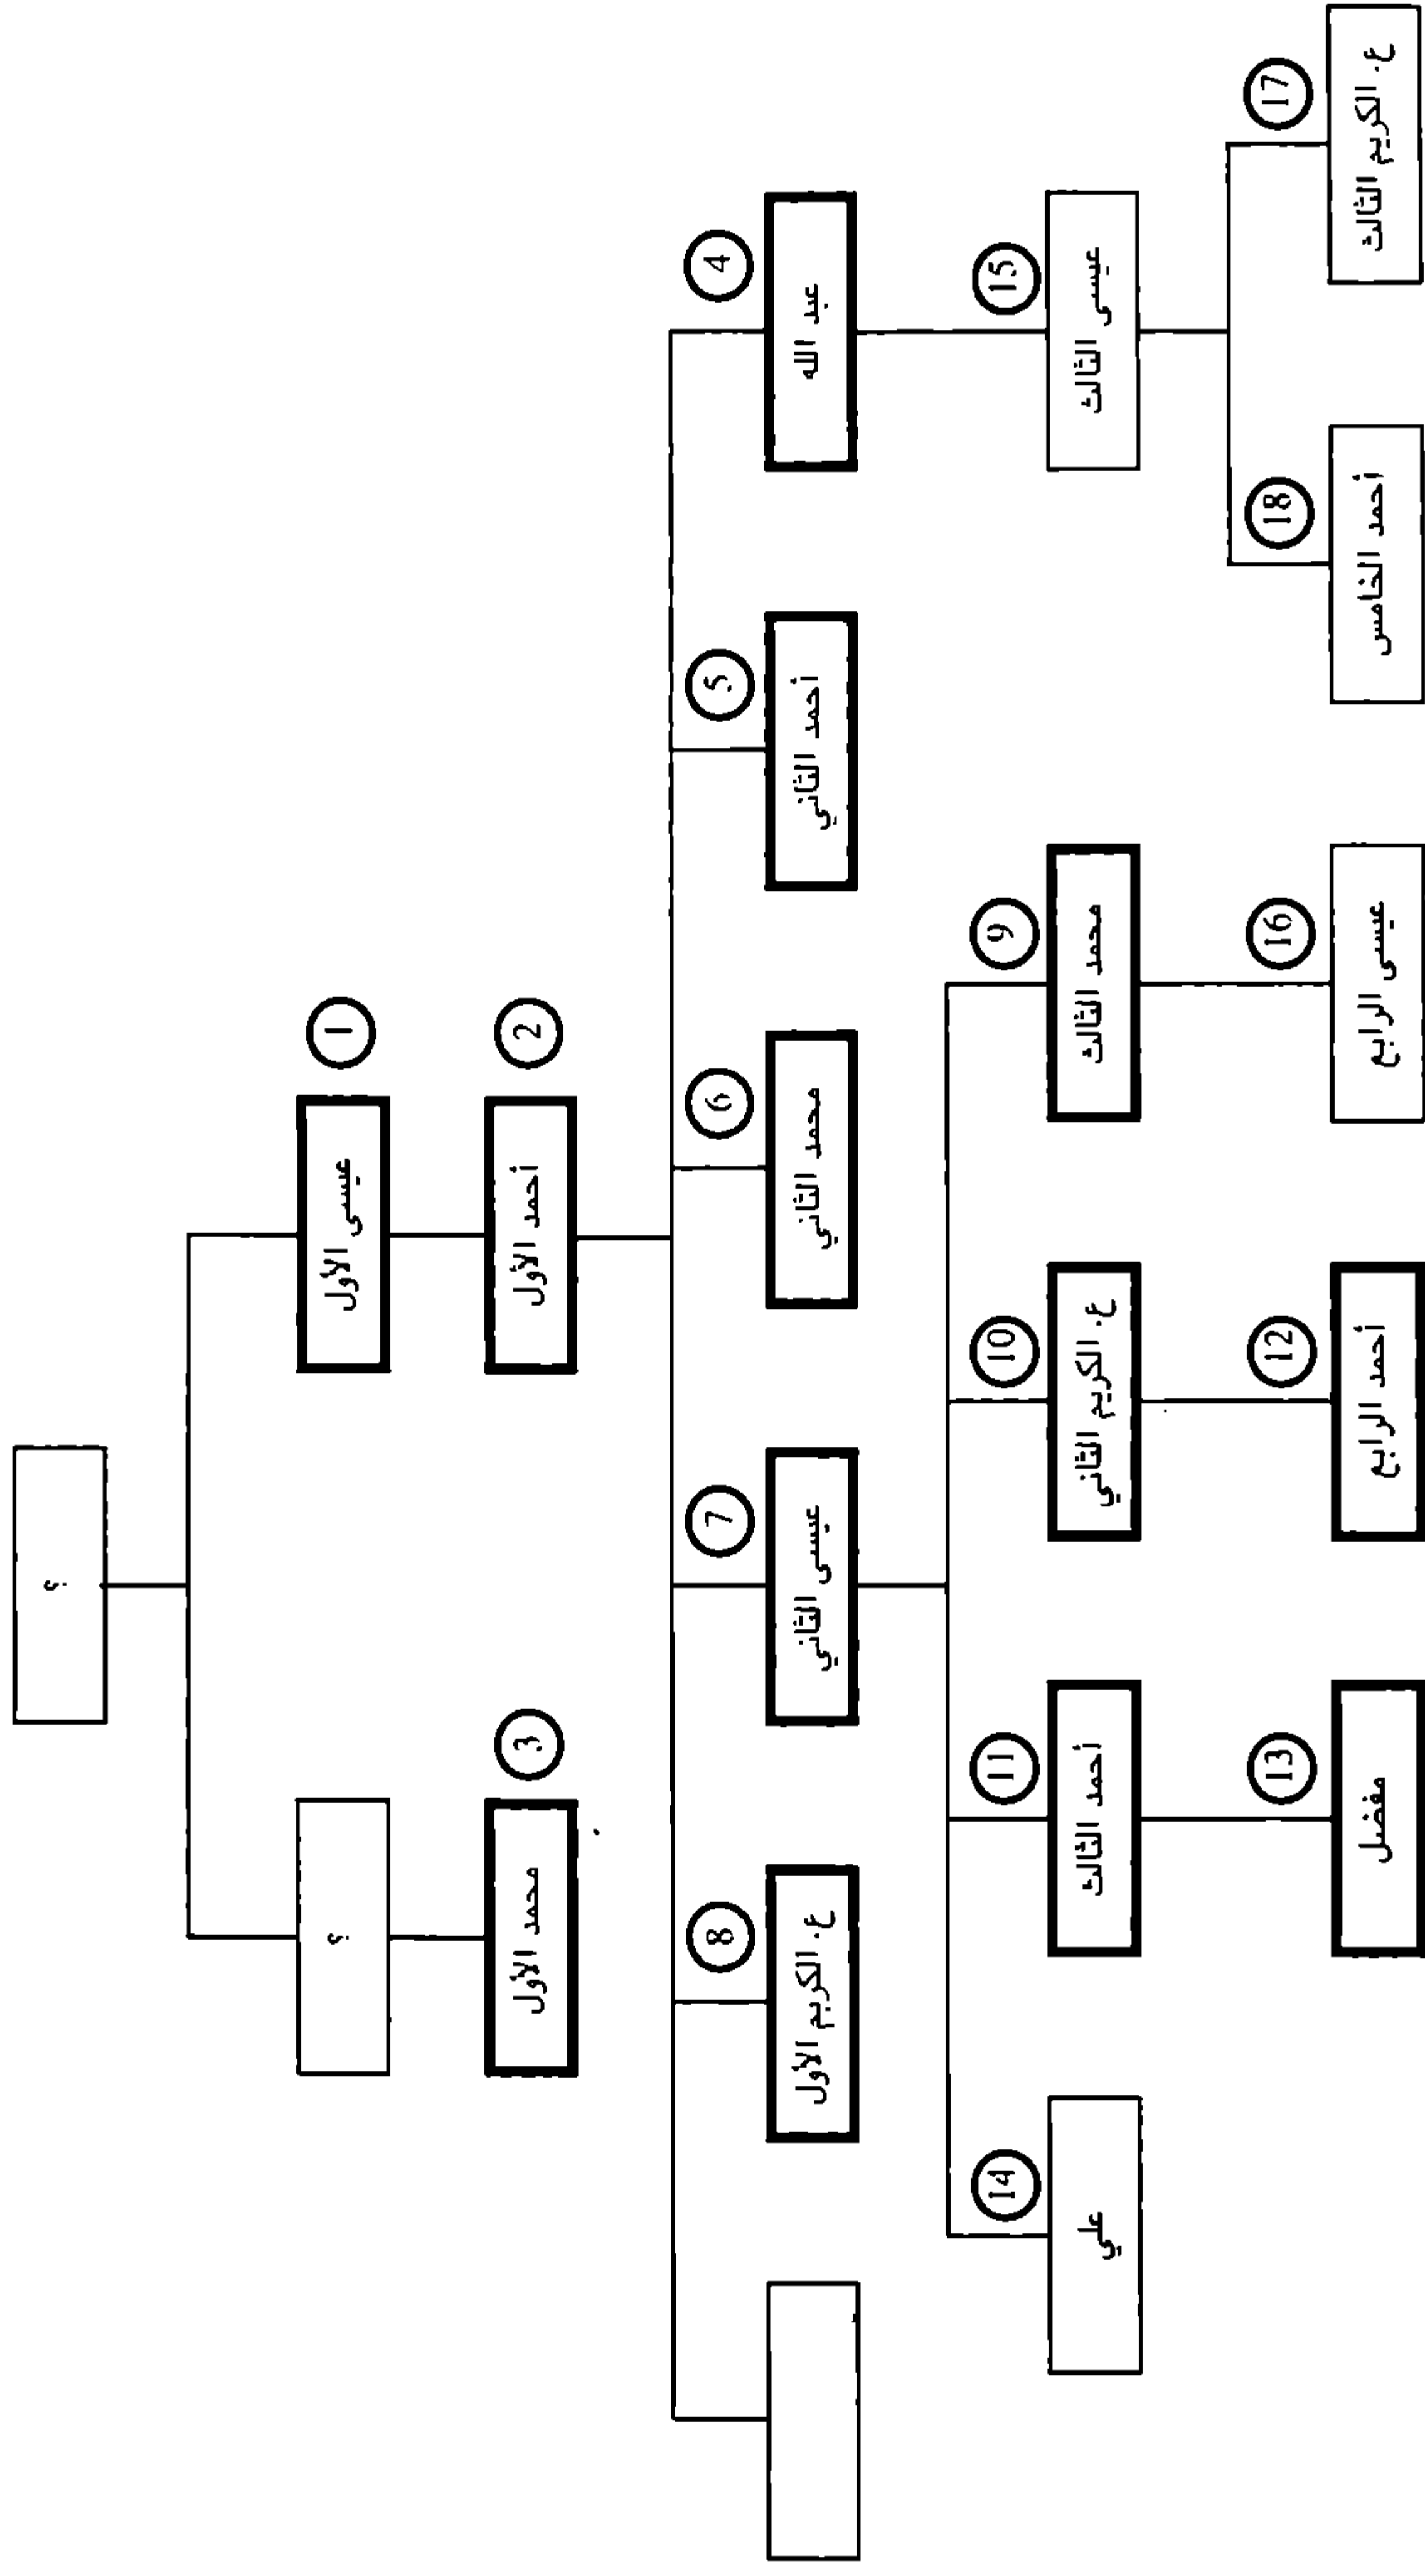 ؟
1
عيسى الأول
؟
2
أحمد الأول
3
محمد الأول
4
عبد الله
5
أحمد الثاني
6
محمد الثاني
7
عيسى الثاني
8
ع. الكريم الأول
15
عيسى الثالث
9
محمد الثالث
10
ع. الكريم الثاني
11
أحمد الثالث
14
علي
17
ع. الكريم الثالث
18
أحمد الخامس
16
عيسى الرابع
12
أحمد الرابع
13
مفضل